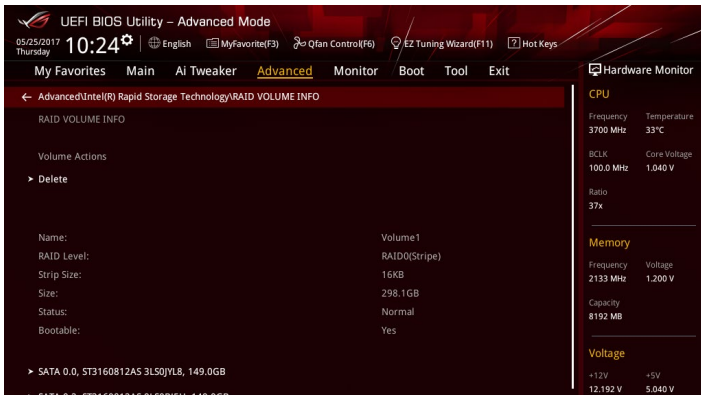 UEFI BIOS Utility – Advanced Mode
05/25/2017 Thursday 10:24 English MyFavorite(F3) Qfan Control(F6) EZ Tuning Wizard(F11) ? Hot Keys
My Favorites Main Ai Tweaker Advanced Monitor Boot Tool Exit
Advanced\Intel(R) Rapid Storage Technology\RAID VOLUME INFO
RAID VOLUME INFO
Volume Actions
Delete
Name: Volume1
RAID Level: RAID0(Stripe)
Strip Size: 16KB
Size: 298.1GB
Status: Normal
Bootable: Yes
SATA 0.0, ST3160812AS 3LS0JYL8, 149.0GB
Hardware Monitor
CPU
Frequency Temperature
3700 MHz 33°C
BCLK Core Voltage
100.0 MHz 1.040 V
Ratio
37x
Memory
Frequency Voltage
2133 MHz 1.200 V
Capacity
8192 MB
Voltage
+12V +5V
12.192 V 5.040 V